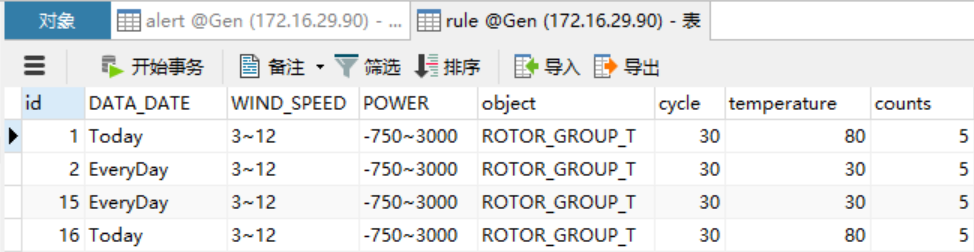 对象 alert @Gen (172.16.29.90) - ... rule @Gen (172.16.29.90) - 表
开始事务 备注 筛选 排序 导入 导出
id DATA_DATE WIND_SPEED POWER object cycle temperature counts
1 Today 3~12 -750~3000 ROTOR_GROUP_T 30 80 5
2 EveryDay 3~12 -750~3000 ROTOR_GROUP_T 30 30 5
15 EveryDay 3~12 -750~3000 ROTOR_GROUP_T 30 30 5
16 Today 3~12 -750~3000 ROTOR_GROUP_T 30 80 5